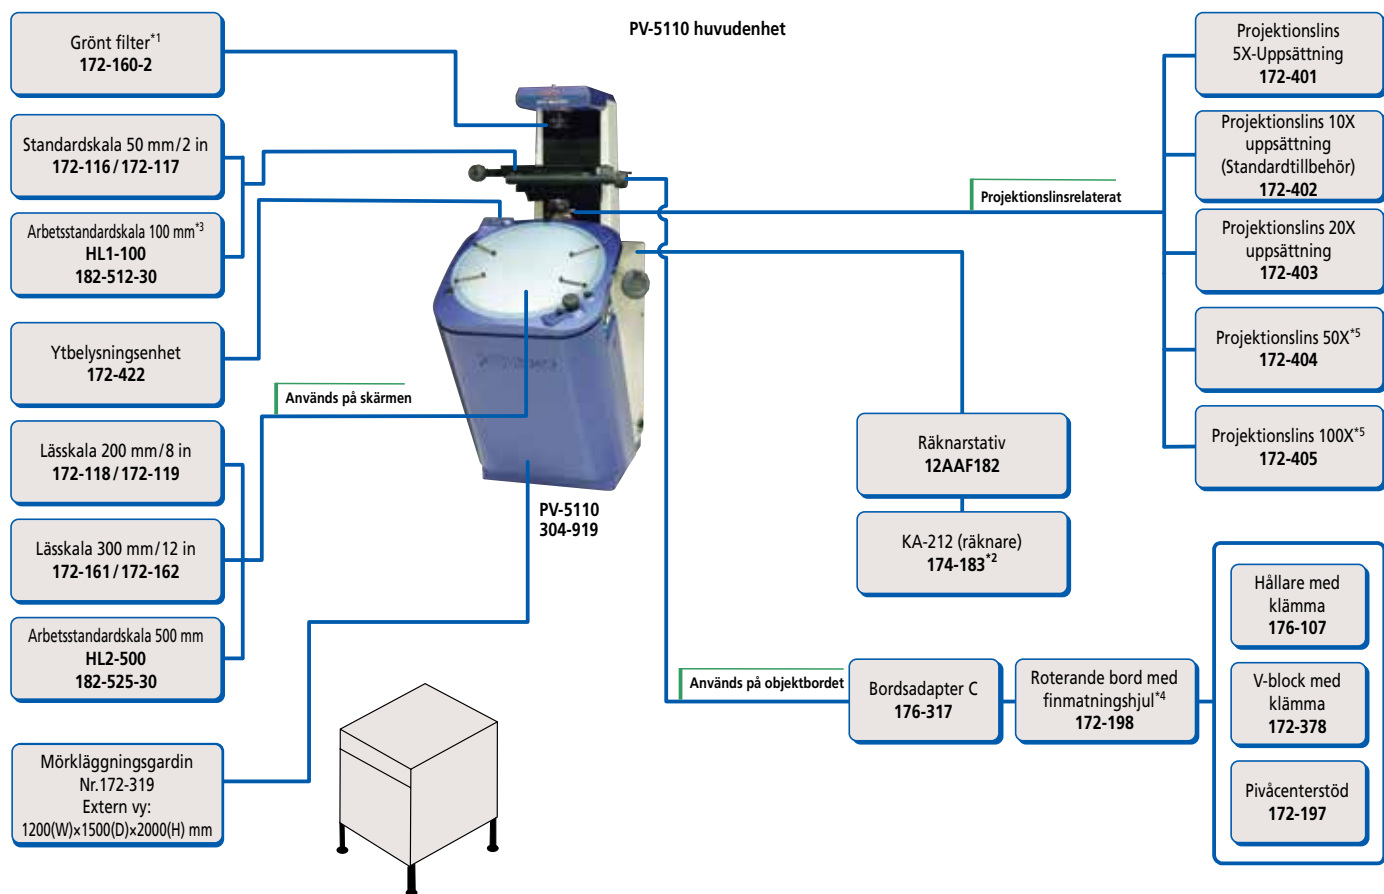 PV-5110 huvudenhet
Grönt filter*1
172-160-2
Standardskala 50 mm/2 in
172-116/172-117
Arbetsstandardskala 100 mm*3
HL1-100
182-512-30
Ytbelysningsenhet
172-422
Används på skärmen
Lässkala 200 mm/8 in
172-118/172-119
Lässkala 300 mm/12 in
172-161/172-162
Arbetsstandardskala 500 mm
HL2-500
182-525-30
Mörkläggningsgardin
Nr.172-319
Extern vy:
1200(W)×1500(D)×2000(H) mm
PV-5110
304-919
Projektionslinsrelaterat
Projektionslins
5X-Uppsättning
172-401
Projektionslins 10X
uppsättning
(Standardtillbehör)
172-402
Projektionslins 20X
uppsättning
172-403
Projektionslins 50X*5
172-404
Projektionslins 100X*5
172-405
Räknarstativ
12AAF182
KA-212 (räknare)
174-183*2
Används på objektbordet
Bordsadapter C
176-317
Roterande bord med
finmatningshjul*4
172-198
Hållare med
klämma
176-107
V-block med
klämma
172-378
Pivåcenterstöd
172-197